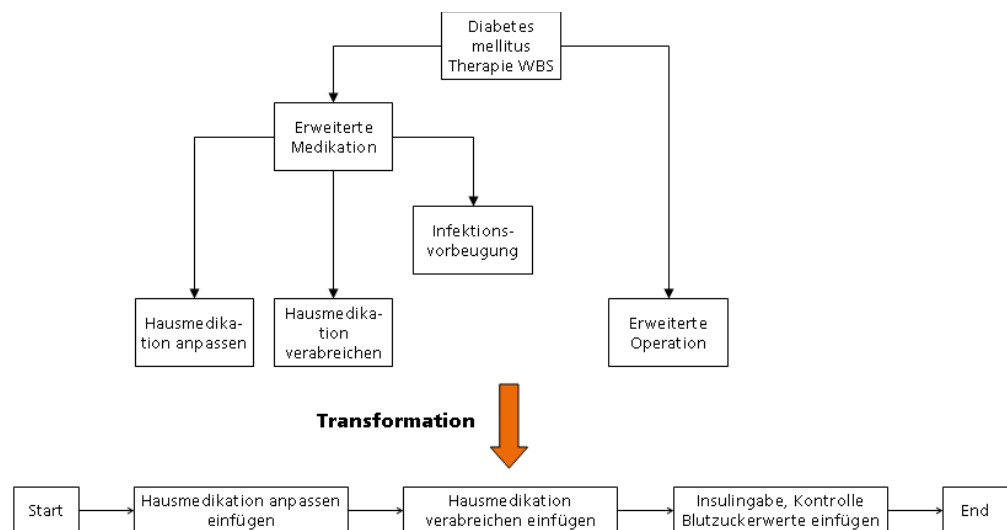 Diabetes
mellitus
Therapie WBS
Erweiterte
Medikation
Infektions-
vorbeugung
Hausmedika-
tion anpassen
Hausmedika-
tion
verabreichen
Erweiterte
Operation
Transformation
Start
Hausmedikation anpassen
einfügen
Hausmedikation
verabreichen einfügen
Insulingabe, Kontrolle
Blutzuckerwerte einfügen
End